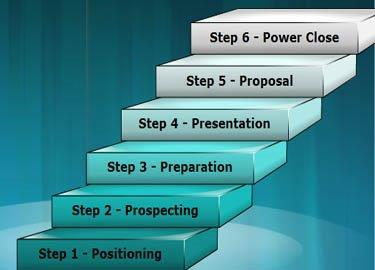 Step 6 - Power Close
Step 5 - Proposal
Step 4 - Presentation
Step 3 - Preparation
Step 2 - Prospecting
Step 1 - Positioning